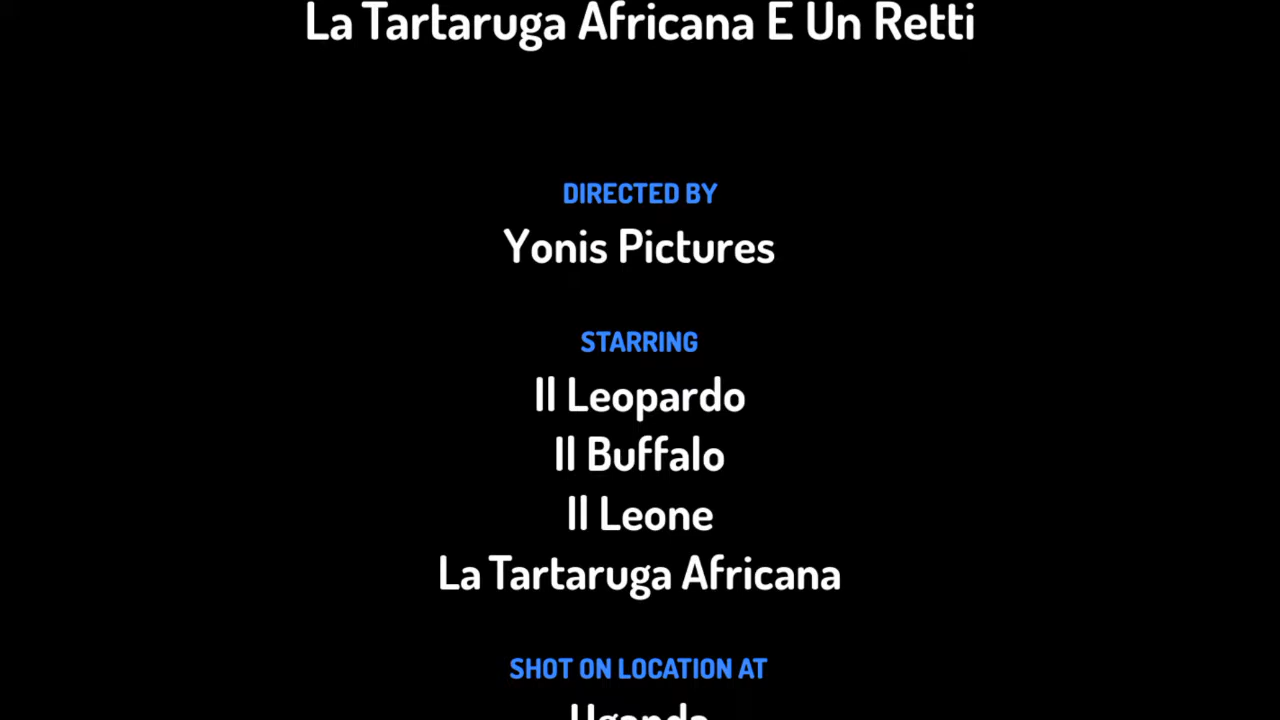 La Tartaruga Africana E Un Retti
DIRECTED BY
Yonis Pictures
STARRING
Il Leopardo
Il Buffalo
Il Leone
La Tartaruga Africana
SHOT ON LOCATION AT
Uganda